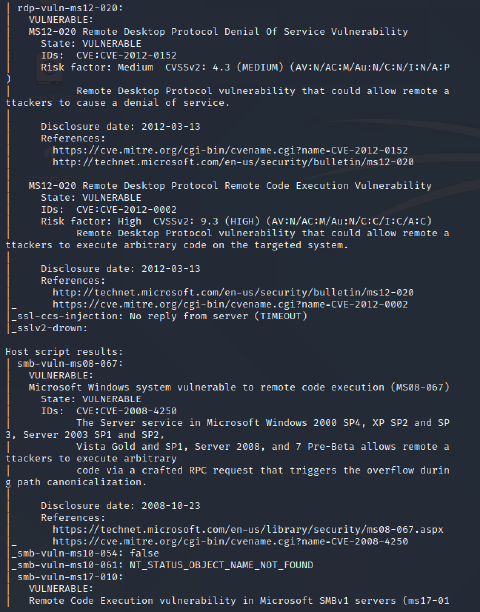 | rdp-vuln-ms12-020:
|   VULNERABLE:
|   MS12-020 Remote Desktop Protocol Denial Of Service Vulnerability
|     State: VULNERABLE
|     IDs:  CVE:CVE-2012-0152
|     Risk factor: Medium  CVSSv2: 4.3 (MEDIUM) (AV:N/AC:M/Au:N/C:N/I:N/A:P
)
|           Remote Desktop Protocol vulnerability that could allow remote a
ttackers to cause a denial of service.
|
|     Disclosure date: 2012-03-13
|     References:
|       https://cve.mitre.org/cgi-bin/cvename.cgi?name=CVE-2012-0152
|       http://technet.microsoft.com/en-us/security/bulletin/ms12-020
|
|   MS12-020 Remote Desktop Protocol Remote Code Execution Vulnerability
|     State: VULNERABLE
|     IDs:  CVE:CVE-2012-0002
|     Risk factor: High  CVSSv2: 9.3 (HIGH) (AV:N/AC:M/Au:N/C:C/I:C/A:C)
|           Remote Desktop Protocol vulnerability that could allow remote a
ttackers to execute arbitrary code on the targeted system.
|
|     Disclosure date: 2012-03-13
|     References:
|       http://technet.microsoft.com/en-us/security/bulletin/ms12-020
|_      https://cve.mitre.org/cgi-bin/cvename.cgi?name=CVE-2012-0002
|_ssl-ccs-injection: No reply from server (TIMEOUT)
|_sslv2-drown:

Host script results:
| smb-vuln-ms08-067:
|   VULNERABLE:
|   Microsoft Windows system vulnerable to remote code execution (MS08-067)
|     State: VULNERABLE
|     IDs:  CVE:CVE-2008-4250
|           The Server service in Microsoft Windows 2000 SP4, XP SP2 and SP
3, Server 2003 SP1 and SP2,
|           Vista Gold and SP1, Server 2008, and 7 Pre-Beta allows remote a
ttackers to execute arbitrary
|           code via a crafted RPC request that triggers the overflow durin
g path canonicalization.
|
|     Disclosure date: 2008-10-23
|     References:
|       https://technet.microsoft.com/en-us/library/security/ms08-067.aspx
|_      https://cve.mitre.org/cgi-bin/cvename.cgi?name=CVE-2008-4250
|_smb-vuln-ms10-054: false
|_smb-vuln-ms10-061: NT_STATUS_OBJECT_NAME_NOT_FOUND
| smb-vuln-ms17-010:
|   VULNERABLE:
|   Remote Code Execution vulnerability in Microsoft SMBv1 servers (ms17-01